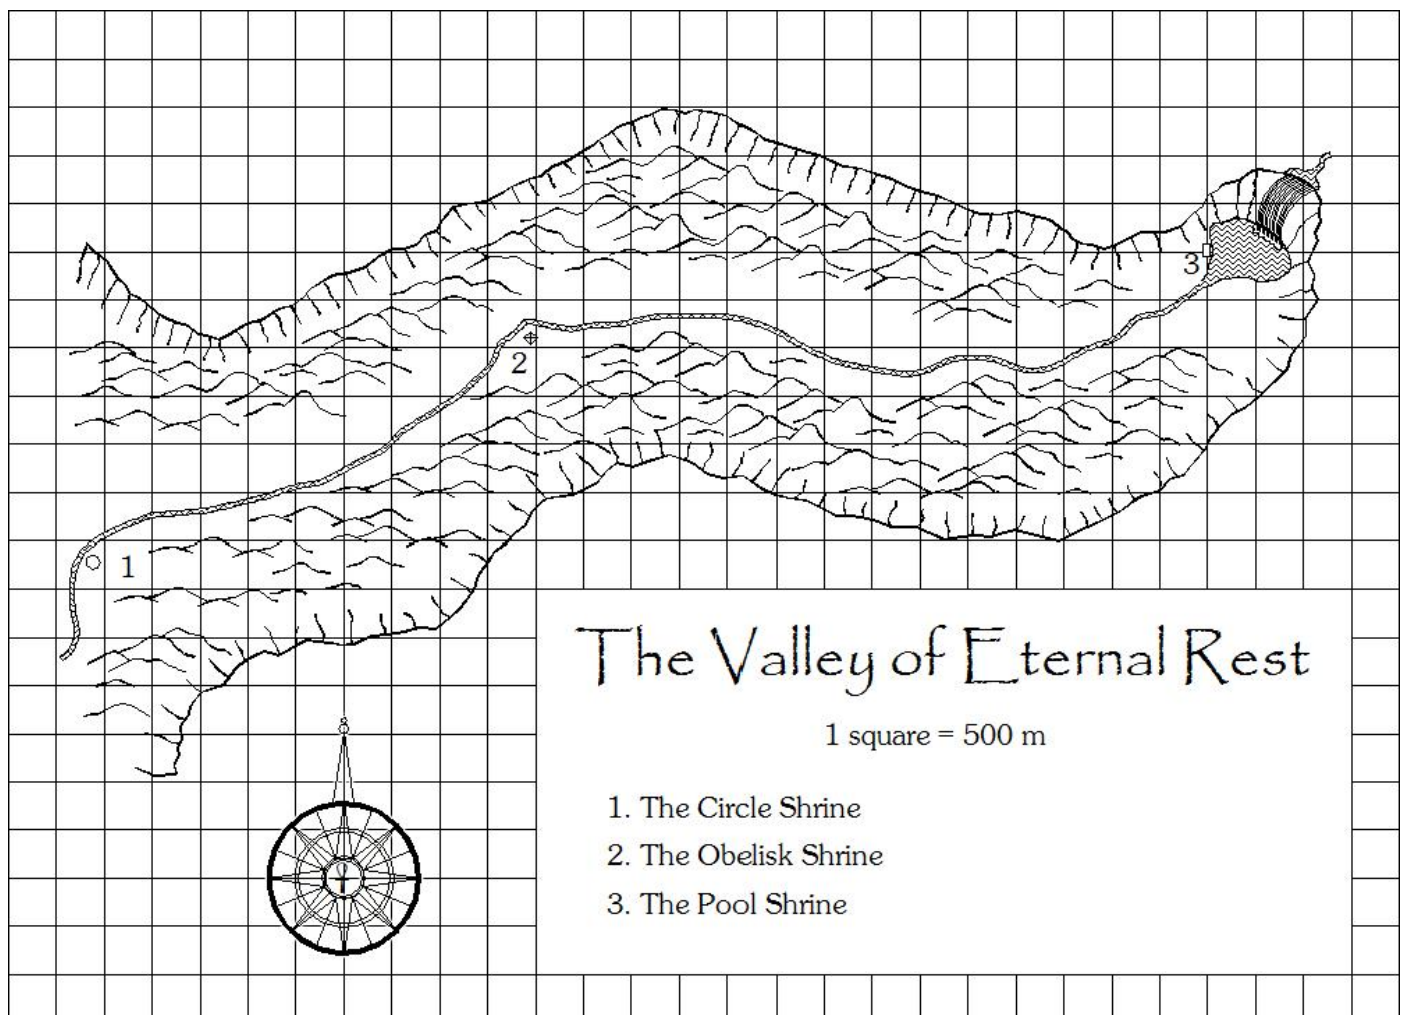 3
2
1
The Valley of Eternal Rest
1 square = 500 m
1. The Circle Shrine
2. The Obelisk Shrine
3. The Pool Shrine